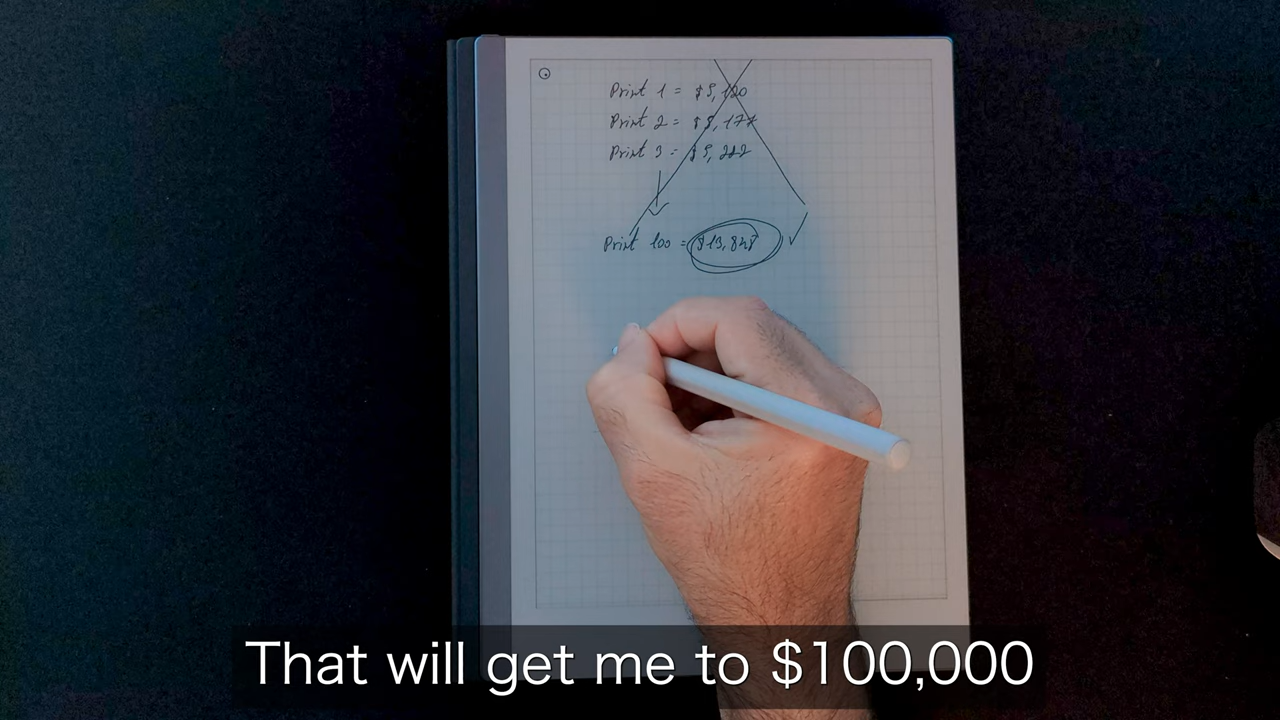 Print 1 = $5,120
Print 2 = $5,177
Print 3 = $5,222
Print 100 = $13,848
That will get me to $100,000